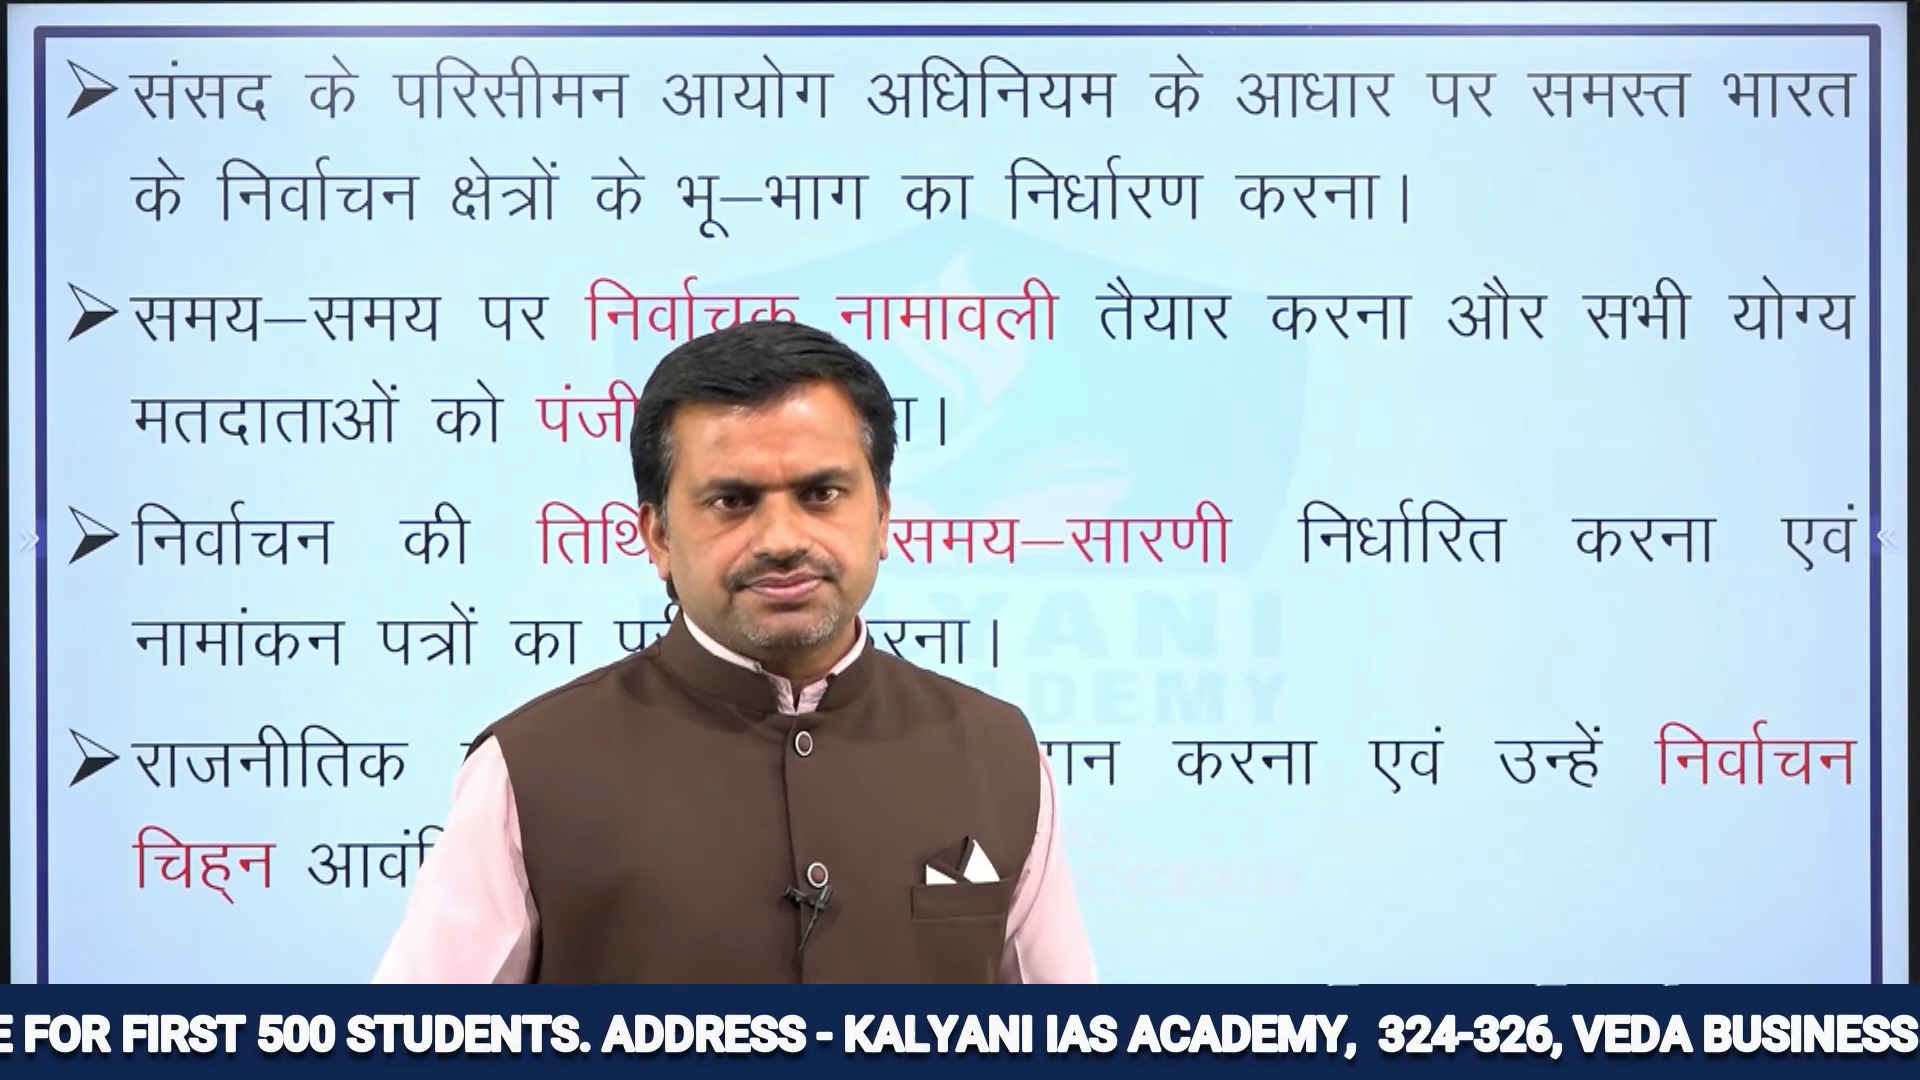 संसद के परिसीमन आयोग अधिनियम के आधार पर समस्त भारत
के निर्वाचन क्षेत्रों के भू–भाग का निर्धारण करना।
समय–समय पर निर्वाचक नामावली तैयार करना और सभी योग्य
मतदाताओं को
निर्वाचन की समय–सारणी निर्धारित करना एवं
नामांकन पत्रों का
राजनीतिक करना एवं उन्हें निर्वाचन
चिह्न
FOR FIRST 500 STUDENTS. ADDRESS - KALYANI IAS ACADEMY, 324-326, VEDA BUSINESS